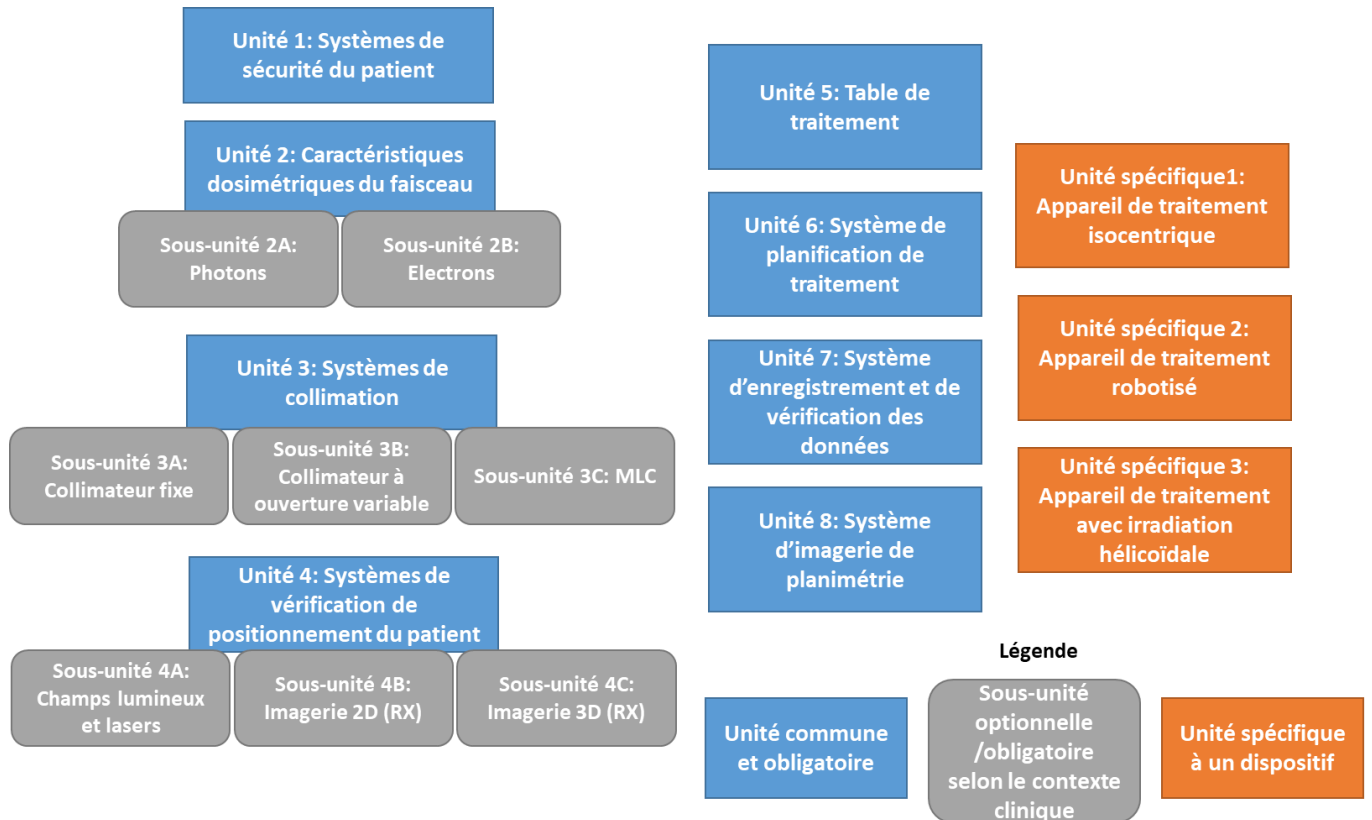 Unité 1: Systèmes de
sécurité du patient
Unité 2: Caractéristiques
dosimétriques du faisceau
Sous-unité 2A:
Photons
Sous-unité 2B:
Electrons
Unité 3: Systèmes de
collimation
Sous-unité 3A:
Collimateur fixe
Sous-unité 3B:
Collimateur à
ouverture variable
Sous-unité 3C: MLC
Unité 4: Systèmes de
vérification de
positionnement du patient
Sous-unité 4A:
Champs lumineux
et lasers
Sous-unité 4B:
Imagerie 2D (RX)
Sous-unité 4C:
Imagerie 3D (RX)
Unité 5: Table de
traitement
Unité 6: Système de
planification de
traitement
Unité 7: Système
d’enregistrement et de
vérification des
données
Unité 8: Système
d’imagerie de
planimétrie
Unité spécifique1:
Appareil de traitement
isocentrique
Unité spécifique 2:
Appareil de traitement
robotisé
Unité spécifique 3:
Appareil de traitement
avec irradiation
hélicoïdale
Légende
Unité commune
et obligatoire
Sous-unité
optionnelle
/obligatoire
selon le contexte
clinique
Unité spécifique
à un dispositif